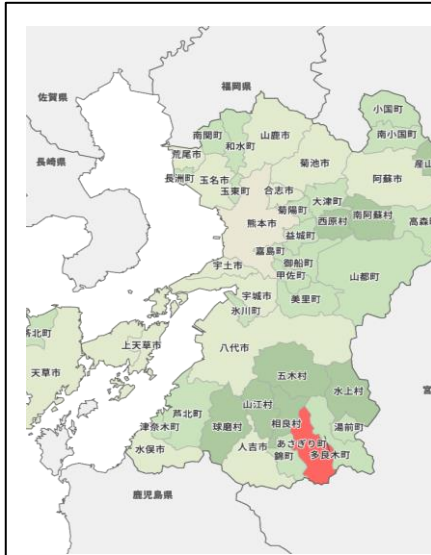 福岡県
佐賀県
小国町
南関町
山鹿市
南小国町
和水町
長崎県
荒尾市
菊池市
産山
長洲町
玉名市
阿蘇市
玉東町
合志市
大津町
菊陽町
南阿蘇村
熊本市
西原村
高森
益城町
嘉島町
御船町
宇土市
甲佐町
山都町
宇城市
美里町
氷川町
苓北町
上天草市
八代市
天草市
五木村
水上村
山江村
芦北町
相良村
津奈木町
球磨村
湯前町
あさぎり町
人吉市
水俣市
錦町
多良木町
鹿児島県
宮